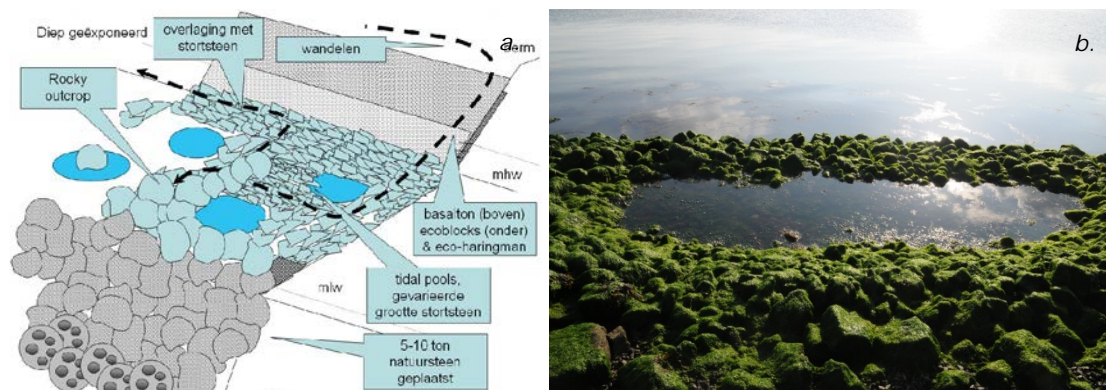 Diep geëxponeerd
overlaging met
stortsteen
wandelen
a.
berm
b.
Rocky
outcrop
mhw
basalton (boven)
ecoblocks (onder)
& eco-haringman
mlw
tidal pools,
gevarieerde
grootte stortsteen
5-10 ton
natuursteen
geplaatst